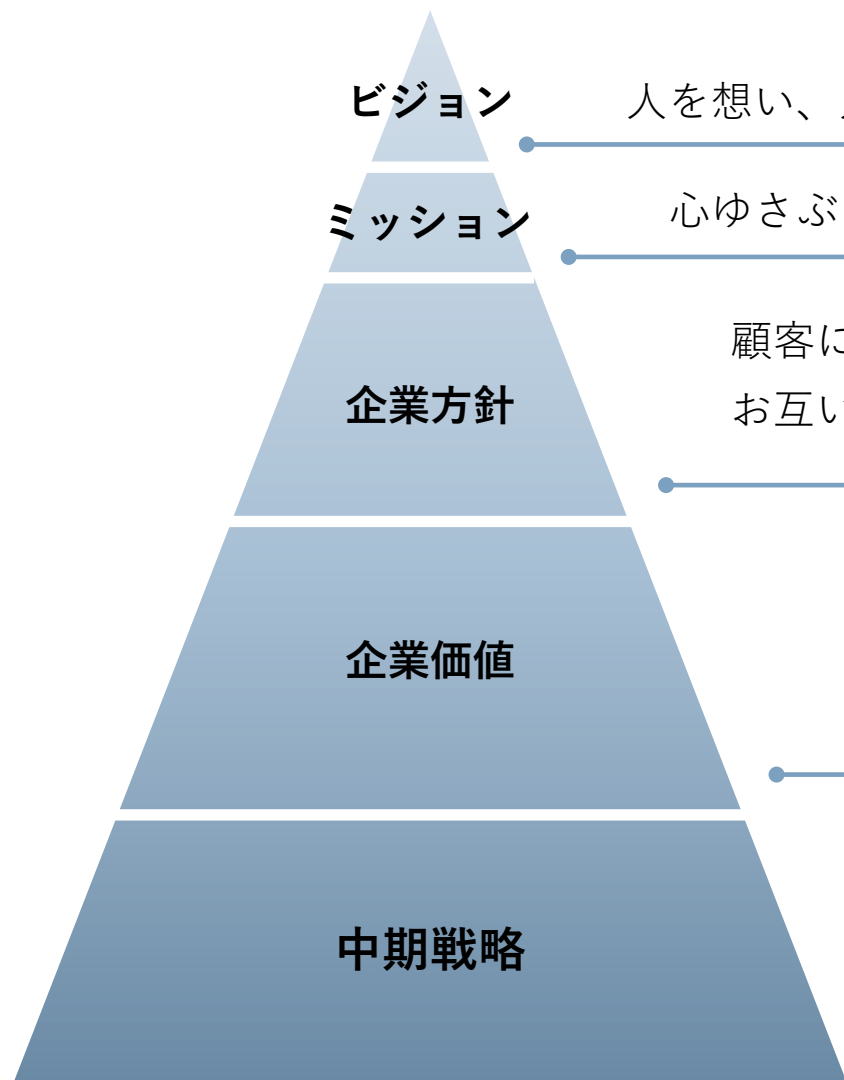 ビジョン
人を想い、
ミッション
心ゆさぶ
顧客に
お互い
企業方針
企業価値
中期戦略